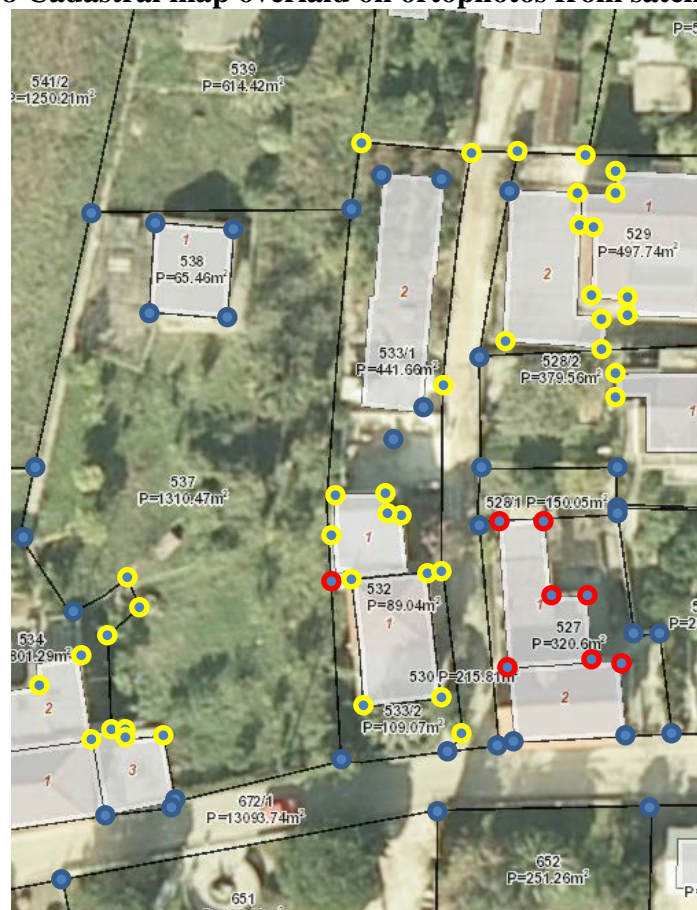 Cadastral map overlaid on ortophotos from
541/2
P=1250.21m²
539
P=614.42m²
1
538
P=65.46m²
1
529
P=497.74m²
2
2
533/1
P=441.66m²
528/2
P=379.56m²
1
537
P=1310.47m²
528/1 P=150.05m²
1
532
P=89.04m²
1
1
527
P=320.6m²
534
801.29m²
530 P=215.81m²
2
2
533/2
P=109.07m²
3
1
672/1
P=13093.74m²
652
P=251.26m²
651